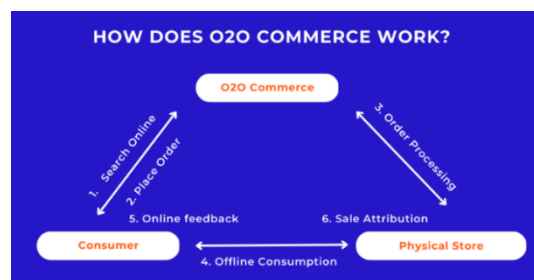 HOW DOES O2O COMMERCE WORK?
O2O Commerce
1. Search Online
2. Place Order
3. Order Processing
5. Online feedback
6. Sale Attribution
Consumer
Physical Store
4. Offline Consumption